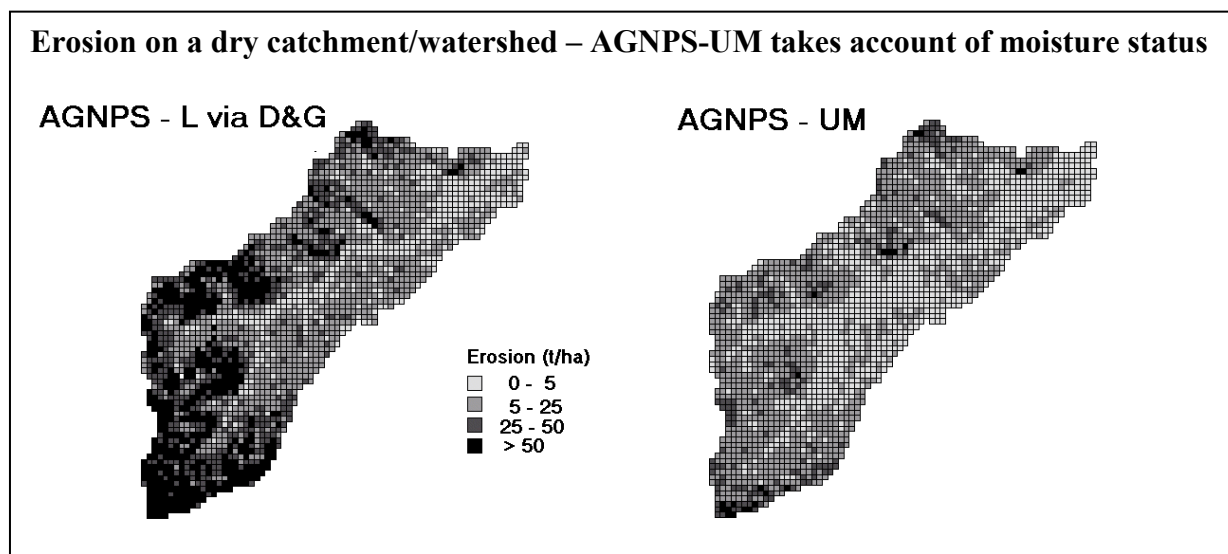 Erosion on a dry catchment/watershed – AGNPS-UM takes account of moisture status
AGNPS - L via D&G
AGNPS - UM
Erosion (t/ha)
0 - 5
5 - 25
25 - 50
> 50